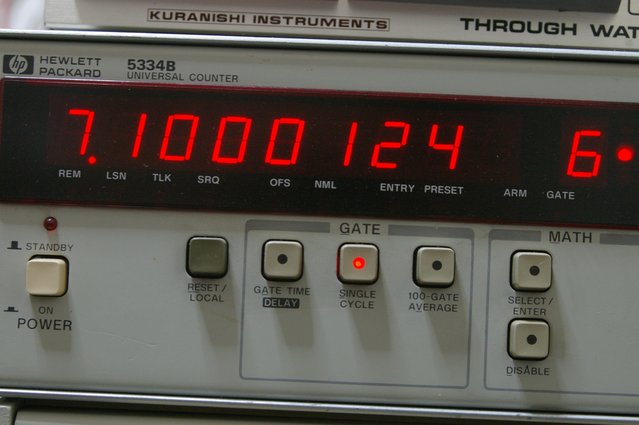 KURANISHI INSTRUMENTS
THROUGH WAT
hp HEWLETT PACKARD
5334B
UNIVERSAL COUNTER
7.1000124 6
REM LSN TLK SRQ OFS NML ENTRY PRESET ARM GATE
STANDBY
ON
POWER
RESET/
LOCAL
GATE
GATE TIME
DELAY
SINGLE
CYCLE
100-GATE
AVERAGE
MATH
SELECT/
ENTER
DISABLE